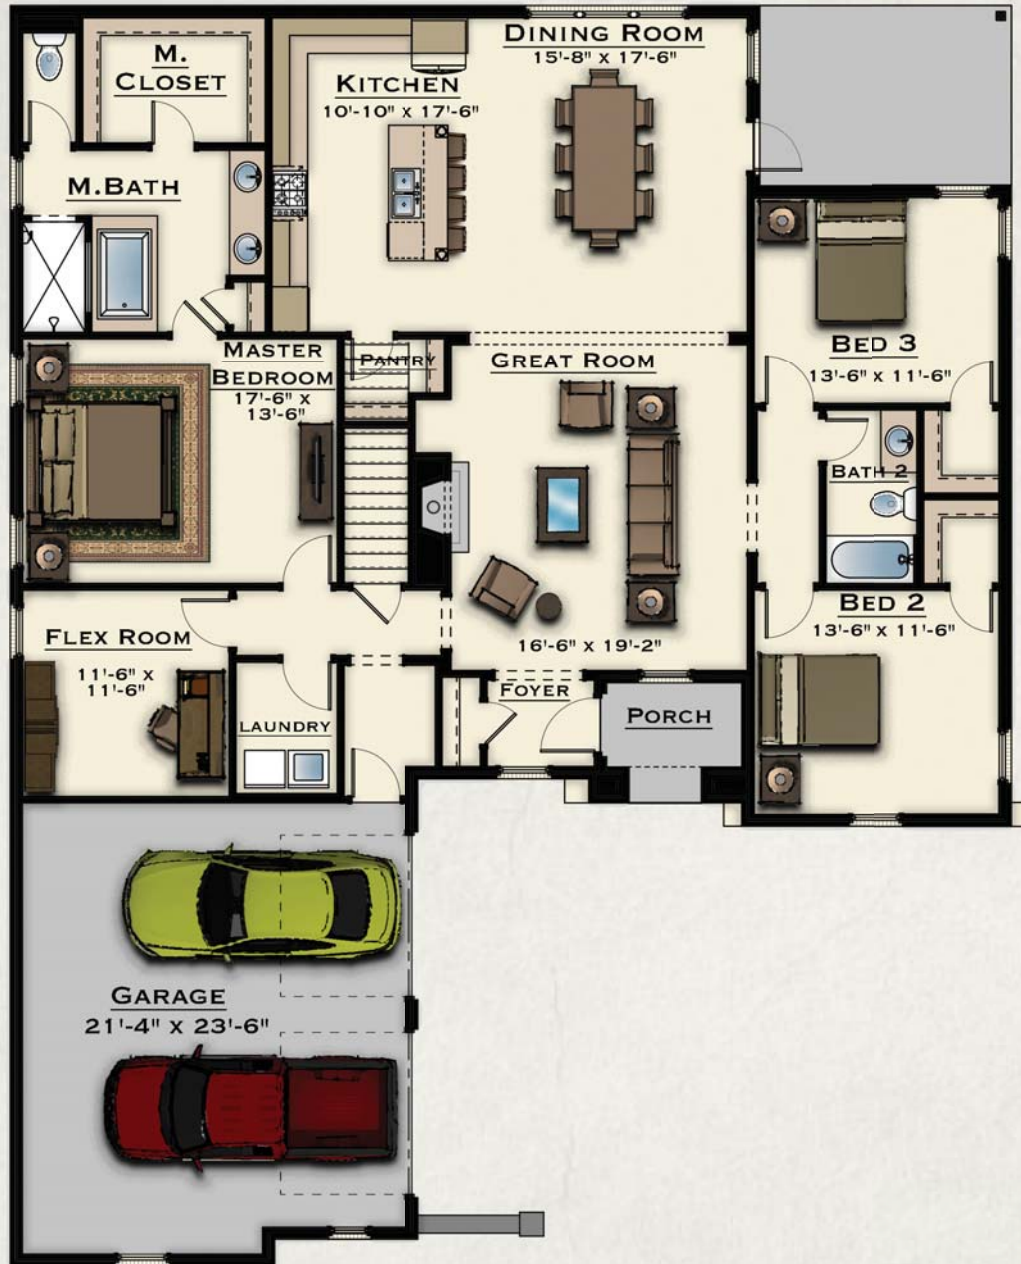 M.
CLOSET
KITCHEN
10'-10" X 17'-6"
DINING ROOM
15'-8" X 17'-6"
M.BATH
MASTER
BEDROOM
17'-6" X
13'-6"
PANTRY
GREAT ROOM
16'-6" X 19'-2"
BED 3
13'-6" X 11'-6"
BATH 2
BED 2
13'-6" X 11'-6"
FLEX ROOM
11'-6" X
11'-6"
LAUNDRY
FOYER
PORCH
GARAGE
21'-4" X 23'-6"